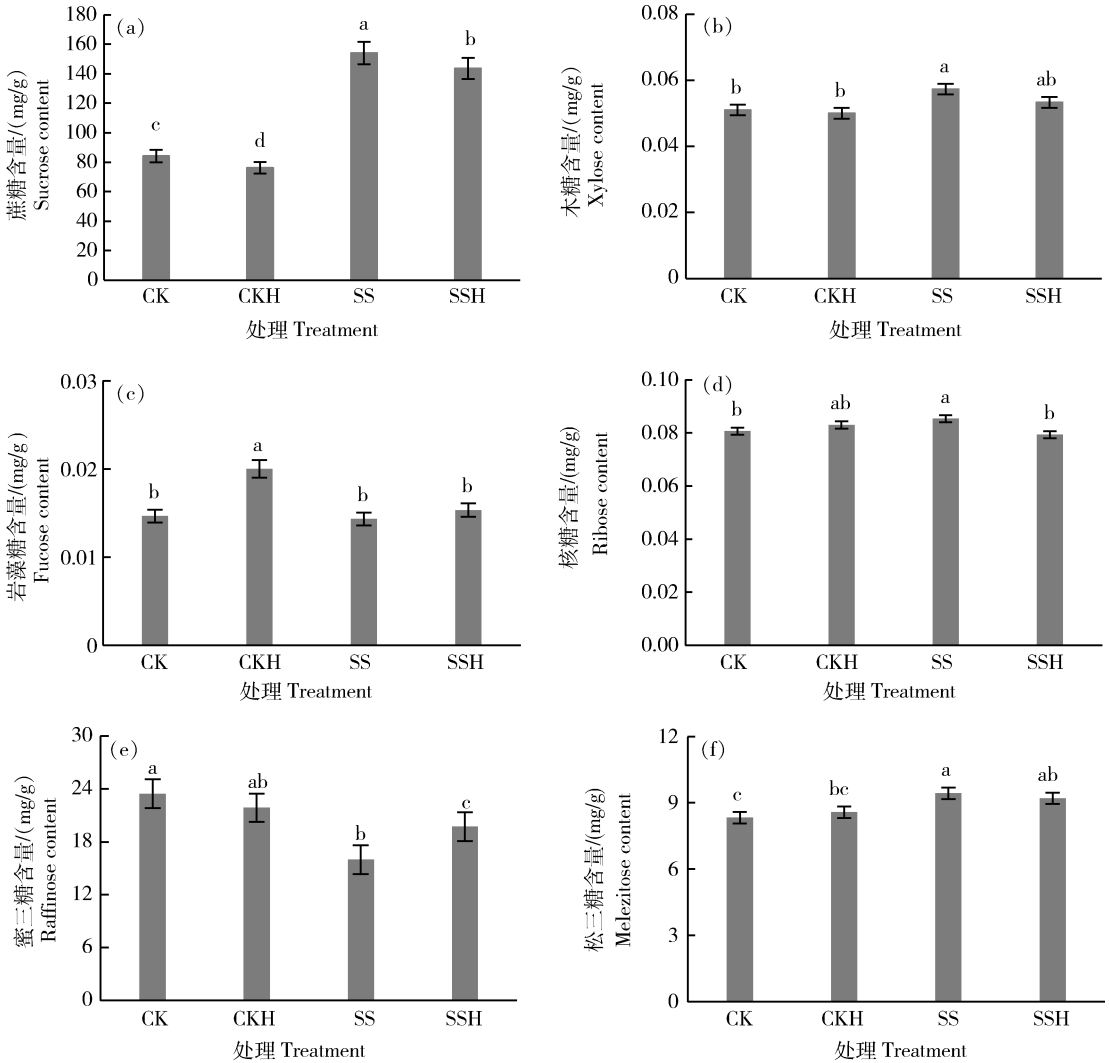 (a)
蔗糖含量/(mg/g)
Sucrose content
180
160
140
120
100
80
60
40
20
0
c
d
a
b
CK CKH SS SSH
处理 Treatment
(b)
木糖含量/(mg/g)
Xylose content
0.08
0.06
0.04
0.02
0
b
b
a
ab
CK CKH SS SSH
处理 Treatment
(c)
岩藻糖含量/(mg/g)
Fucose content
0.03
0.02
0.01
0
b
a
b
b
CK CKH SS SSH
处理 Treatment
(d)
核糖含量/(mg/g)
Ribose content
0.10
0.08
0.06
0.04
0.02
0.00
b
ab
a
b
CK CKH SS SSH
处理 Treatment
(e)
蜜三糖含量/(mg/g)
Raffinose content
30
24
18
12
6
0
a
ab
b
c
CK CKH SS SSH
处理 Treatment
(f)
松三糖含量/(mg/g)
Melezitose content
12
9
6
3
0
c
bc
a
ab
CK CKH SS SSH
处理 Treatment